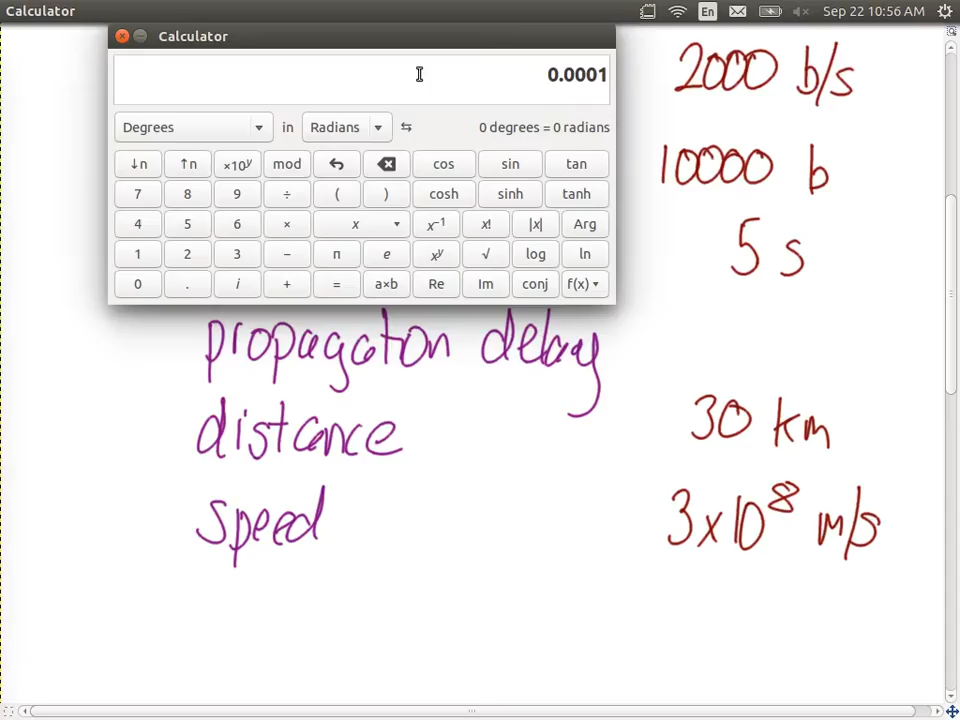 Calculator
En
Sep 22 10:56 AM
Calculator
0.0001
Degrees in Radians 0 degrees = 0 radians
↓n ↑n ×10^y mod cos sin tan
7 8 9 ÷ ( ) cosh sinh tanh
4 5 6 × x x⁻¹ x! |x| Arg
1 2 3 − π e x^y √ log ln
0 . i + = a×b Re Im conj f(x)
2000 b/s
10000 b
5 s
propagation delay
distance 30 km
speed 3x10⁸ m/s